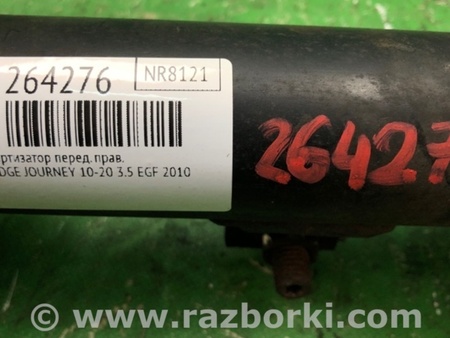 264276
NR8121
ртизатор перед. прав.
DGE JOURNEY 10-20 3.5 EGF 2010
26427
© www.razborki.com